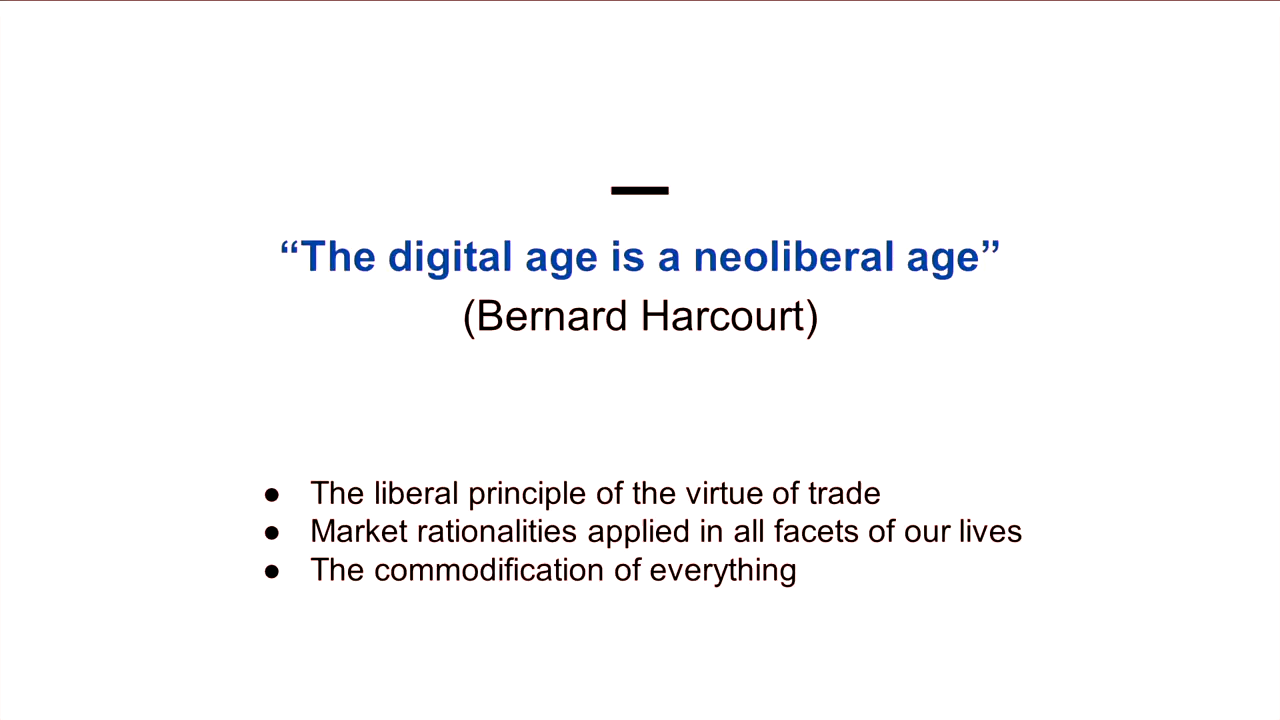 “The digital age is a neoliberal age”
(Bernard Harcourt)
● The liberal principle of the virtue of trade
● Market rationalities applied in all facets of our lives
● The commodification of everything